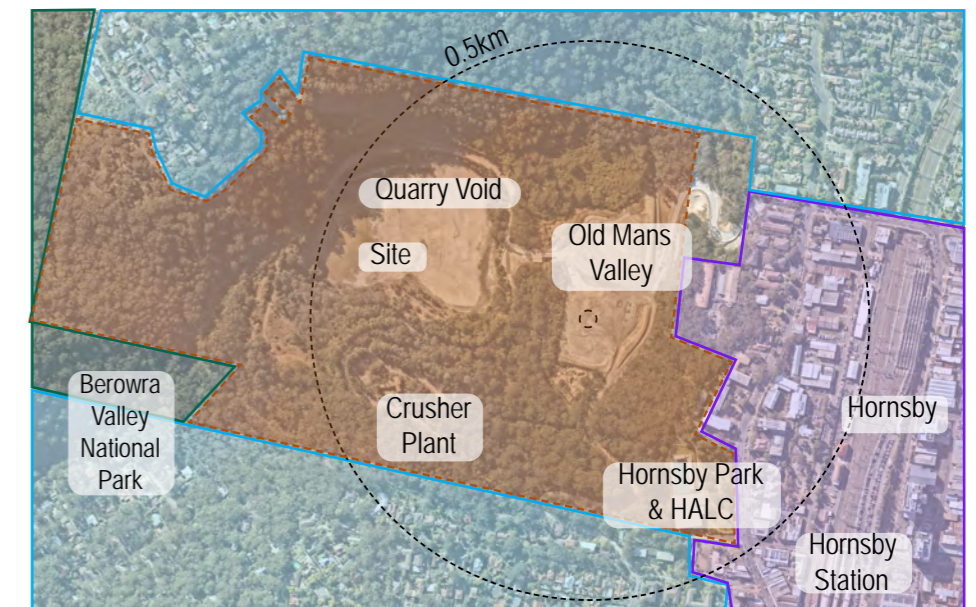 0.5km
Quarry Void
Site
Old Mans
Valley
Berowra
Valley
National
Park
Crusher
Plant
Hornsby
Hornsby Park
& HALC
Hornsby
Station